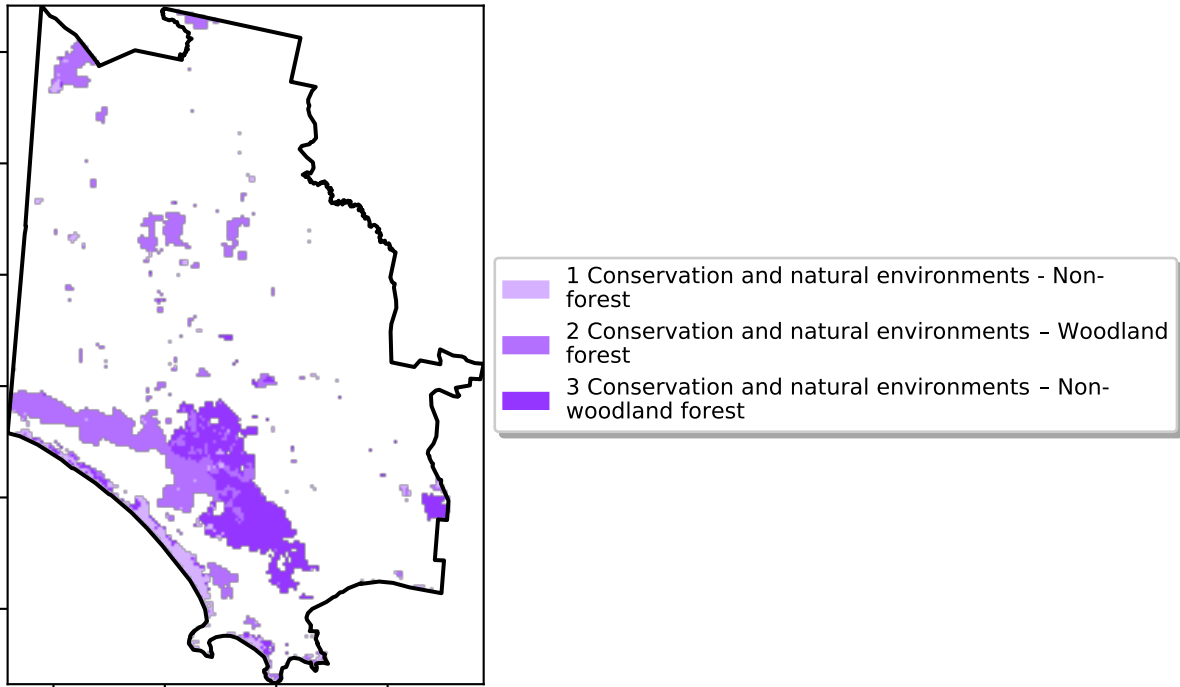 1 Conservation and natural environments - Non-
forest
2 Conservation and natural environments – Woodland
forest
3 Conservation and natural environments – Non-
woodland forest